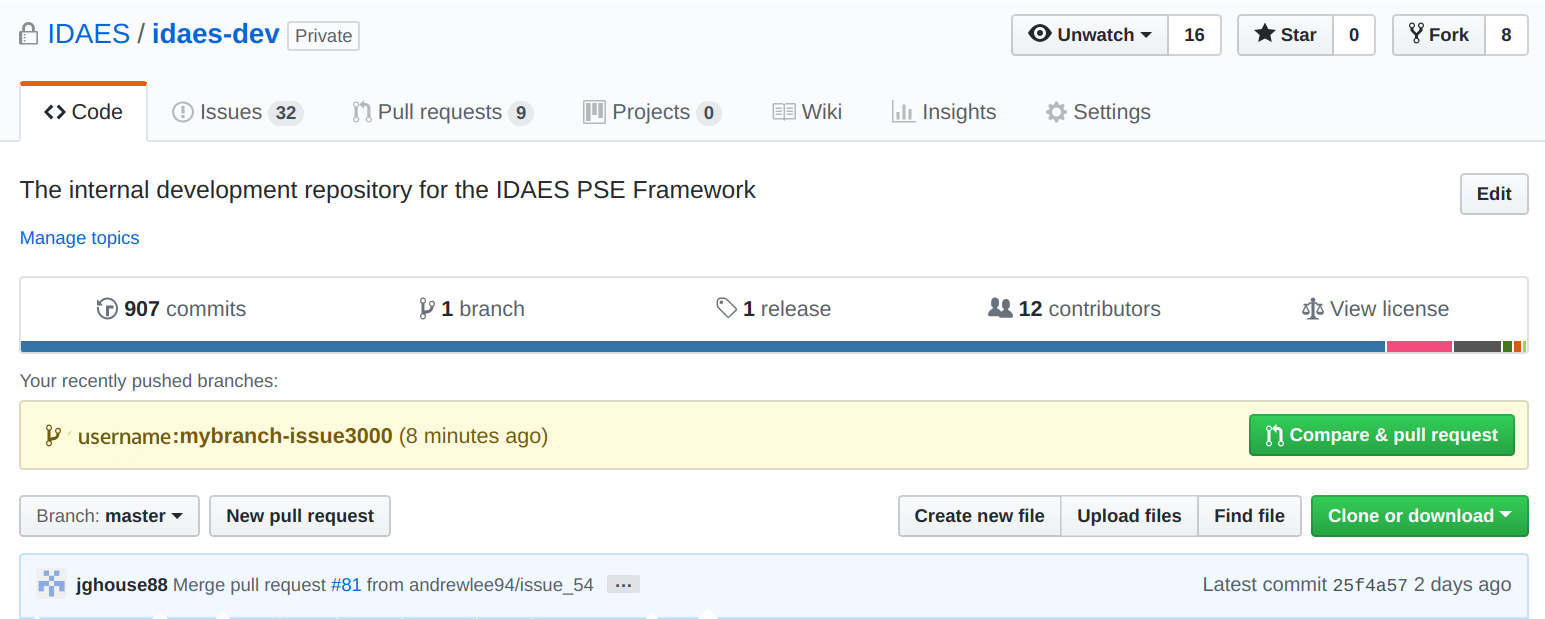 IDAES / idaes-dev Private Unwatch 16 Star 0 Fork 8
Code Issues 32 Pull requests 9 Projects 0 Wiki Insights Settings
The internal development repository for the IDAES PSE Framework Edit
Manage topics
907 commits 1 branch 1 release 12 contributors View license
Your recently pushed branches:
username:mybranch-issue3000 (8 minutes ago) Compare & pull request
Branch: master New pull request Create new file Upload files Find file Clone or download
jghouse88 Merge pull request #81 from andrewlee94/issue_54 ... Latest commit 25f4a57 2 days ago